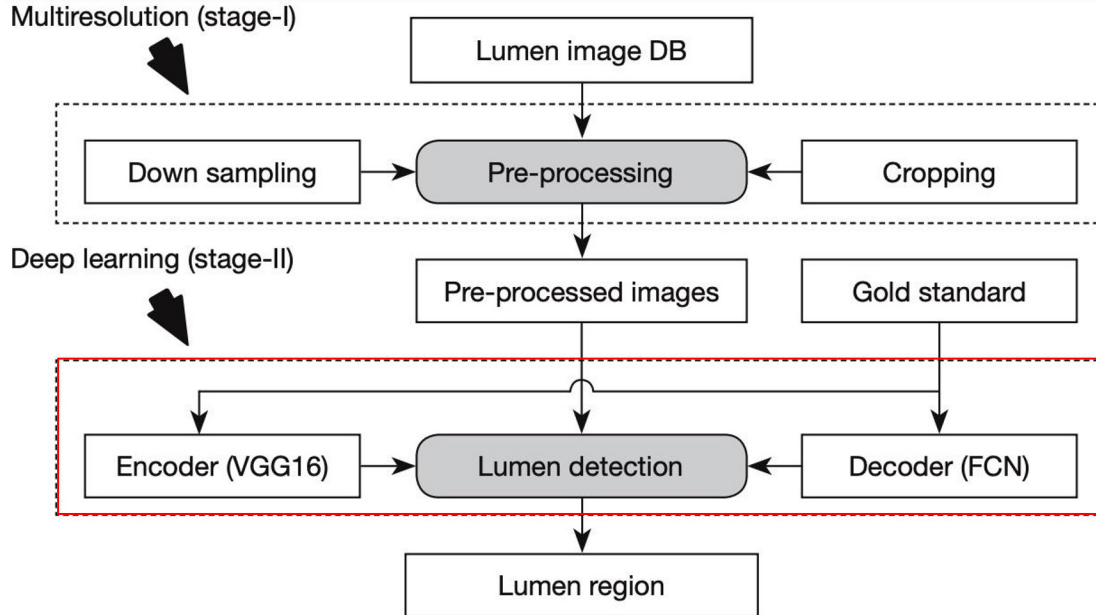 Multiresolution (stage-I)
Lumen image DB
Down sampling
Pre-processing
Cropping
Deep learning (stage-II)
Pre-processed images
Gold standard
Encoder (VGG16)
Lumen detection
Decoder (FCN)
Lumen region